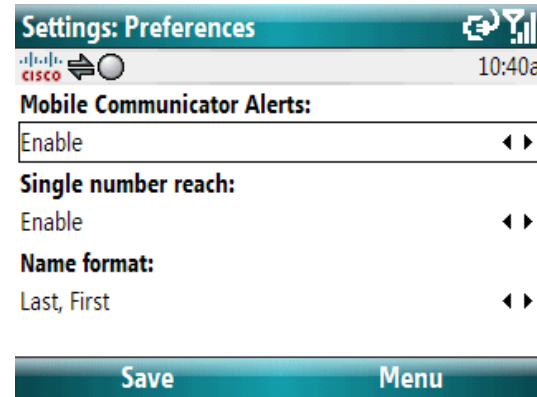 Settings: Preferences
cisco 10:40a
Mobile Communicator Alerts:
Enable
Single number reach:
Enable
Name format:
Last, First
Save Menu